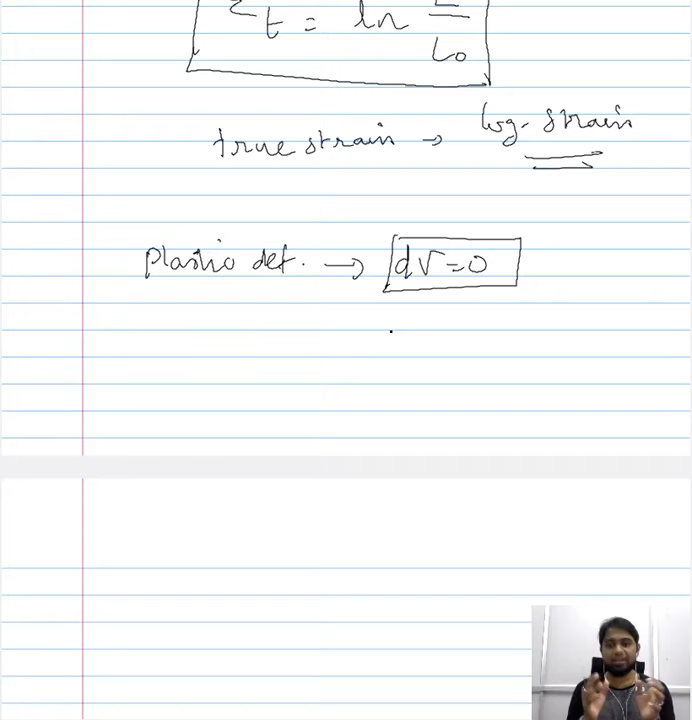 ε_t = ln L/L₀
true strain → log. strain
Plastic def. → dV=0